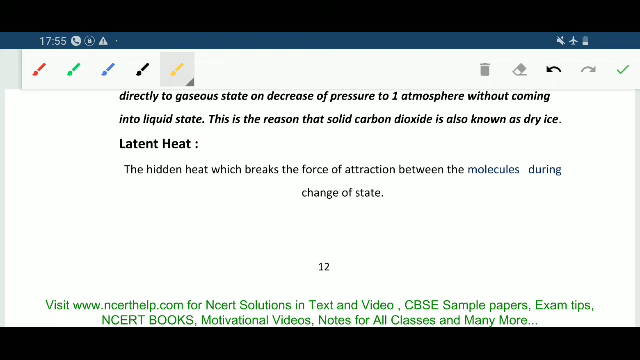 17:55
directly to gaseous state on decrease of pressure to 1 atmosphere without coming
into liquid state. This is the reason that solid carbon dioxide is also known as dry ice.
Latent Heat :
The hidden heat which breaks the force of attraction between the molecules during
change of state.
12
Visit www.ncerthelp.com for Ncert Solutions in Text and Video , CBSE Sample papers, Exam tips,
NCERT BOOKS, Motivational Videos, Notes for All Classes and Many More...